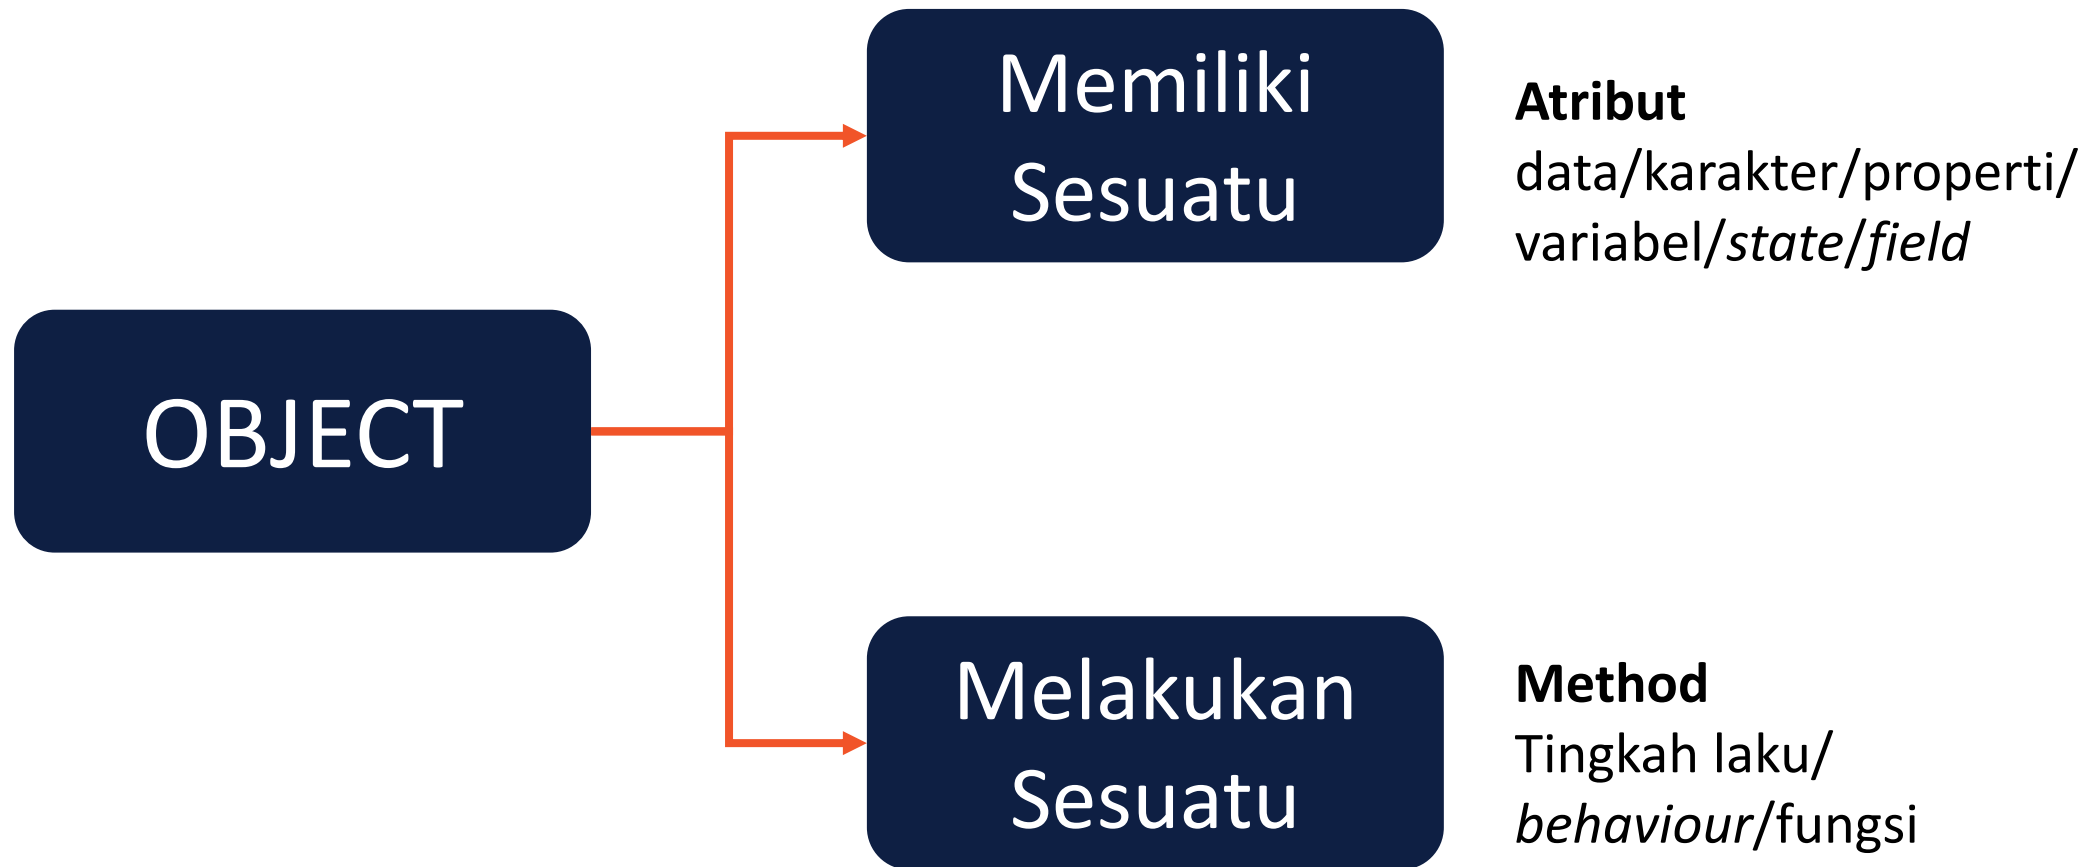 Memiliki
Sesuatu
Atribut
data/karakter/properti/
variabel/state/field
OBJECT
Melakukan
Sesuatu
Method
Tingkah laku/
behaviour/fungsi